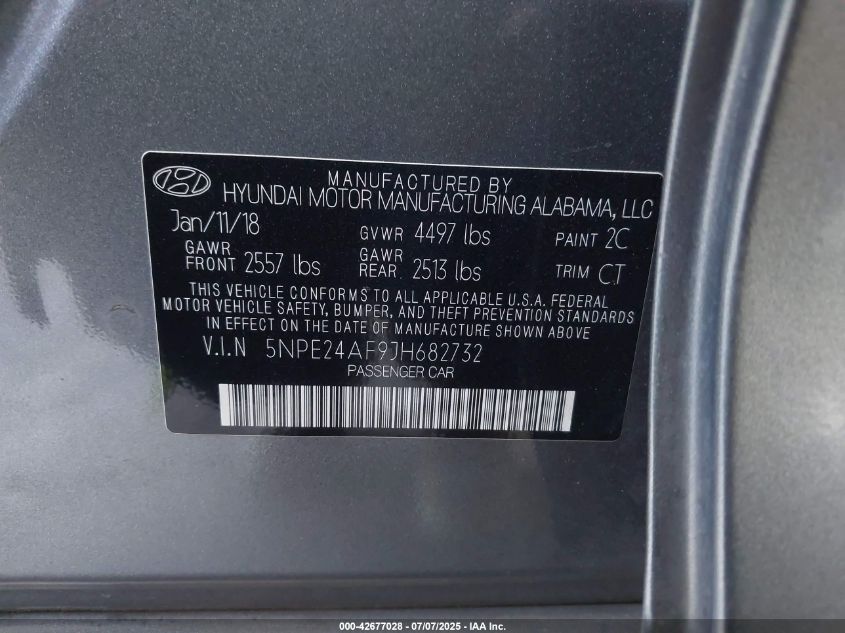 MANUFACTURED BY
HYUNDAI MOTOR MANUFACTURING ALABAMA, LLC
Jan/11/18 GVWR 4497 lbs PAINT 2C
GAWR FRONT 2557 lbs GAWR REAR 2513 lbs TRIM CT
THIS VEHICLE CONFORMS TO ALL APPLICABLE U.S.A. FEDERAL
MOTOR VEHICLE SAFETY, BUMPER, AND THEFT PREVENTION STANDARDS
IN EFFECT ON THE DATE OF MANUFACTURE SHOWN ABOVE
V.I.N 5NPE24AF9JH682732
PASSENGER CAR
000-42677028 - 07/07/2025 - IAA Inc.